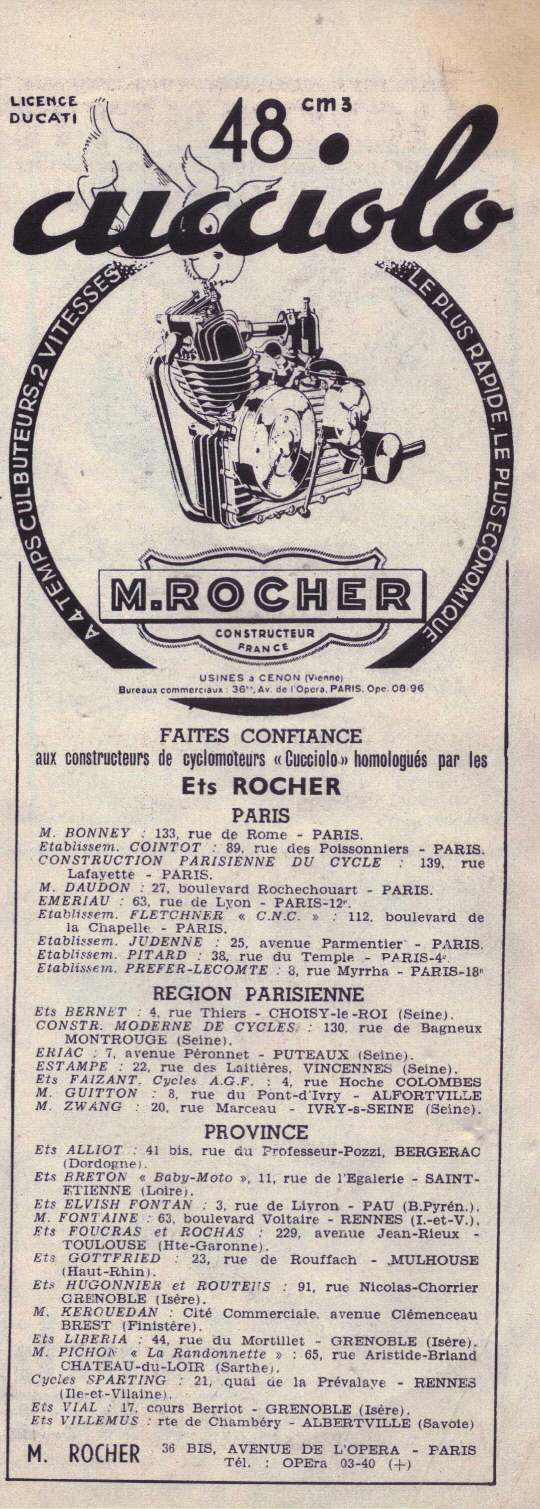 LICENCE
DUCATI
48 cm3
cucciolo
A 4 TEMPS CULBUTEURS, 2 VITESSES
LE PLUS RAPIDE, LE PLUS ECONOMIQUE
M.ROCHER
CONSTRUCTEUR
FRANCE
USINES à CENON (Vienne)
Bureaux commerciaux : 36bis, Av. de l'Opera, PARIS, Ope. 08-96
FAITES CONFIANCE
aux constructeurs de cyclomoteurs « Cucciolo » homologués par les
Ets ROCHER
PARIS
M. BONNEY : 133, rue de Rome - PARIS.
Etablissem. COINTOT : 89, rue des Poissonniers - PARIS.
CONSTRUCTION PARISIENNE DU CYCLE : 139, rue
Lafayette - PARIS.
M. DAUDON : 27, boulevard Rochechouart - PARIS.
EMERIAU : 63, rue de Lyon - PARIS-12e.
Etablissem. FLETCHNER « C.N.C. » : 112, boulevard de
la Chapelle - PARIS.
Etablissem. JUDENNE : 25, avenue Parmentier - PARIS.
Etablissem. PITARD : 38, rue du Temple - PARIS-4e.
Etablissem. PREFER-LECOMTE : 8, rue Myrrha - PARIS-18e
REGION PARISIENNE
Ets BERNET : 4, rue Thiers - CHOISY-le-ROI (Seine).
CONSTR. MODERNE DE CYCLES : 130, rue de Bagneux
MONTROUGE (Seine).
ERIAC : 7, avenue Péronnet - PUTEAUX (Seine).
ESTAMPE : 22, rue des Laitières, VINCENNES (Seine).
Ets FAIZANT. Cycles A.G.F. : 4, rue Hoche COLOMBES
M. GUITTON : 8, rue du Pont-d'Ivry - ALFORTVILLE
M. ZWANG : 20, rue Marceau - IVRY-s-SEINE (Seine).
PROVINCE
Ets ALLIOT : 41 bis, rue du Professeur-Pozzi, BERGERAC
(Dordogne).
Ets BRETON « Baby-Moto », 11, rue de l'Egalerie - SAINT-
ETIENNE (Loire).
Ets ELVISH FONTAN : 3, rue de Livron - PAU (B.Pyrén.).
M. FONTAINE : 63, boulevard Voltaire - RENNES (I.-et-V.).
Ets FOUCRAS et ROCHAS : 229, avenue Jean-Rieux -
TOULOUSE (Hte-Garonne).
Ets GOTTFRIED : 23, rue de Rouffach - MULHOUSE
(Haut-Rhin).
Ets HUGONNIER et ROUTENS : 91, rue Nicolas-Chorrier
GRENOBLE (Isère).
M. KEROUEDAN : Cité Commerciale, avenue Clémenceau
BREST (Finistère).
Ets LIBERIA : 44, rue du Mortillet - GRENOBLE (Isère).
M. PICHON « La Randonnette » : 65, rue Aristide-Briand
CHATEAU-du-LOIR (Sarthe).
Cycles SPARTING : 21, quai de la Prévalaye - RENNES
(Ile-et-Vilaine).
Ets VIAL : 17, cours Berriot - GRENOBLE (Isére).
Ets VILLEMUS : rte de Chambéry - ALBERTVILLE (Savoie)
M. ROCHER 36 BIS, AVENUE DE L'OPERA - PARIS
Tél. : OPEra 03-40 (+)